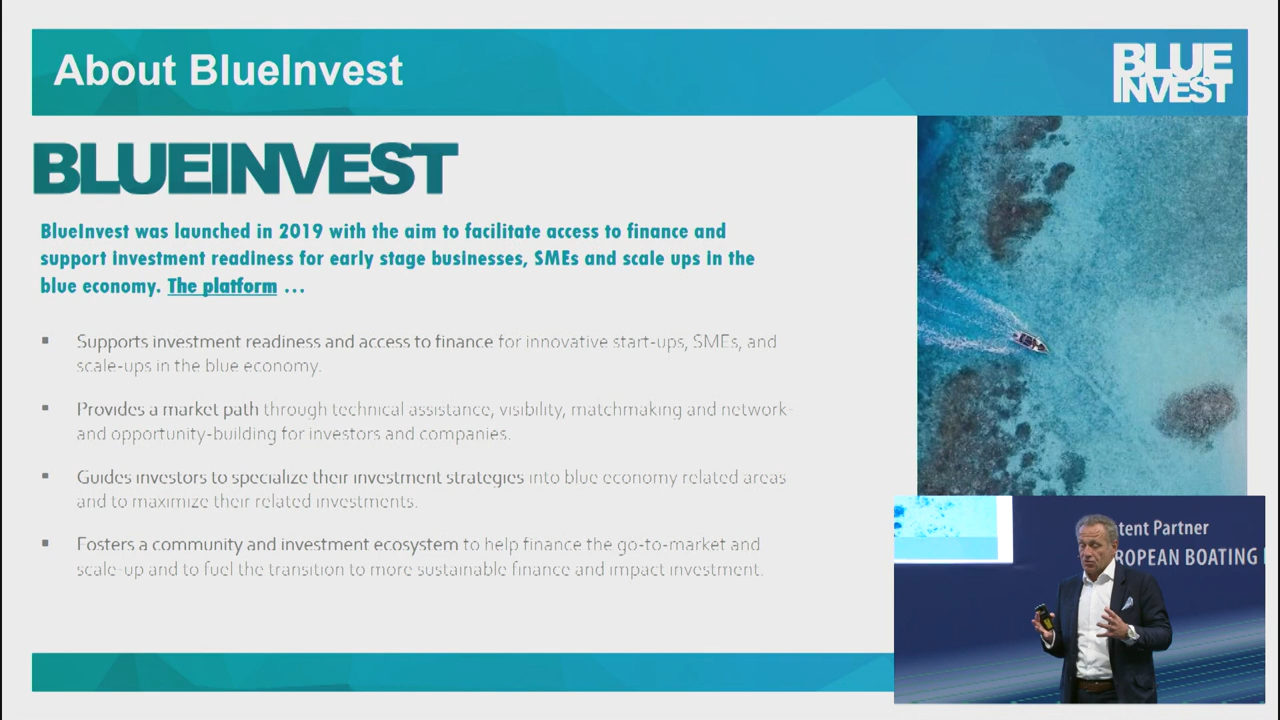 About BlueInvest
BLUE
INVEST
BLUEINVEST
BlueInvest was launched in 2019 with the aim to facilitate access to finance and
support investment readiness for early stage businesses, SMEs and scale ups in the
blue economy. The platform ...
▪ Supports investment readiness and access to finance for innovative start-ups, SMEs, and
scale-ups in the blue economy.
▪ Provides a market path through technical assistance, visibility, matchmaking and network-
and opportunity-building for investors and companies.
▪ Guides investors to specialize their investment strategies into blue economy related areas
and to maximize their related investments.
▪ Fosters a community and investment ecosystem to help finance the go-to-market and
scale-up and to fuel the transition to more sustainable finance and impact investment.
tent Partner
ROPEAN BOATING